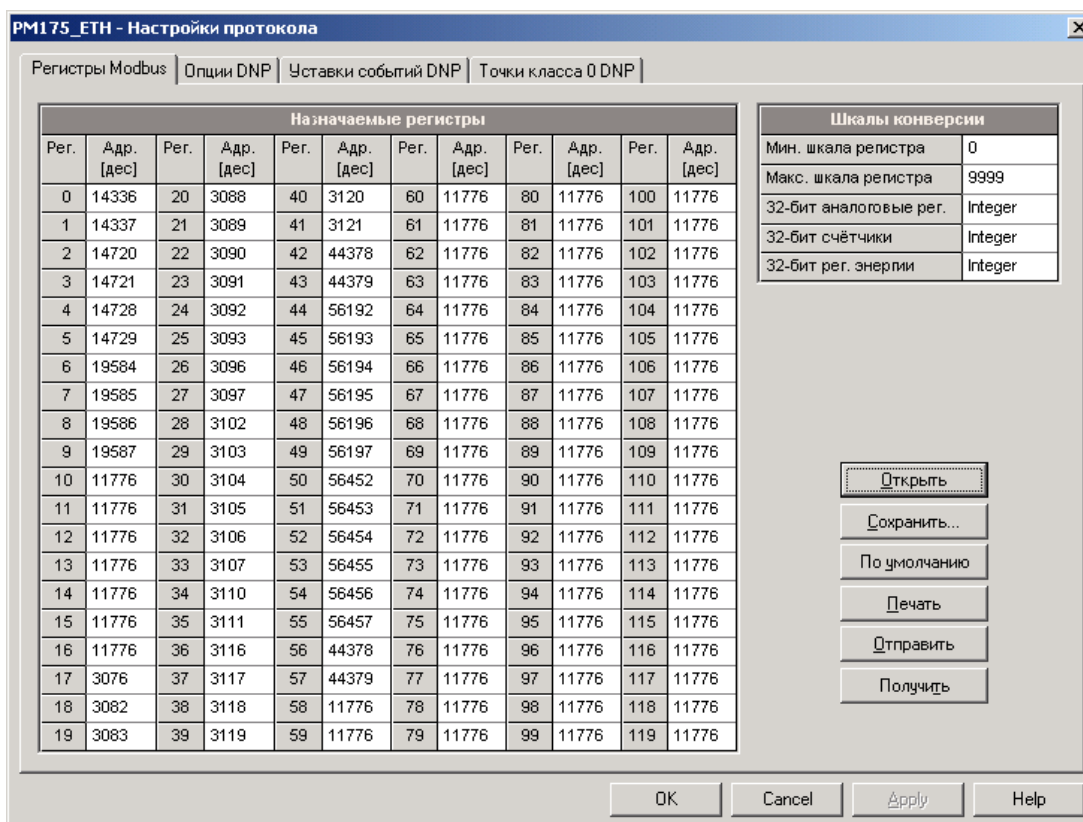 PM175_ETH - Настройки протокола
Регистры Modbus Опции DNP Уставки событий DNP Точки класса 0 DNP
Назначаемые регистры
Рег. Адр. [дес] Рег. Адр. [дес] Рег. Адр. [дес] Рег. Адр. [дес] Рег. Адр. [дес] Рег. Адр. [дес]
0 14336 20 3088 40 3120 60 11776 80 11776 100 11776
1 14337 21 3089 41 3121 61 11776 81 11776 101 11776
2 14720 22 3090 42 44378 62 11776 82 11776 102 11776
3 14721 23 3091 43 44379 63 11776 83 11776 103 11776
4 14728 24 3092 44 56192 64 11776 84 11776 104 11776
5 14729 25 3093 45 56193 65 11776 85 11776 105 11776
6 19584 26 3096 46 56194 66 11776 86 11776 106 11776
7 19585 27 3097 47 56195 67 11776 87 11776 107 11776
8 19586 28 3102 48 56196 68 11776 88 11776 108 11776
9 19587 29 3103 49 56197 69 11776 89 11776 109 11776
10 11776 30 3104 50 56452 70 11776 90 11776 110 11776
11 11776 31 3105 51 56453 71 11776 91 11776 111 11776
12 11776 32 3106 52 56454 72 11776 92 11776 112 11776
13 11776 33 3107 53 56455 73 11776 93 11776 113 11776
14 11776 34 3110 54 56456 74 11776 94 11776 114 11776
15 11776 35 3111 55 56457 75 11776 95 11776 115 11776
16 11776 36 3116 56 44378 76 11776 96 11776 116 11776
17 3076 37 3117 57 44379 77 11776 97 11776 117 11776
18 3082 38 3118 58 11776 78 11776 98 11776 118 11776
19 3083 39 3119 59 11776 79 11776 99 11776 119 11776
Шкалы конверсии
Мин. шкала регистра 0
Макс. шкала регистра 9999
32-бит аналоговые рег. Integer
32-бит счётчики Integer
32-бит рег. энергии Integer
Открыть
Сохранить...
По умолчанию
Печать
Отправить
Получить
OK Cancel Apply Help